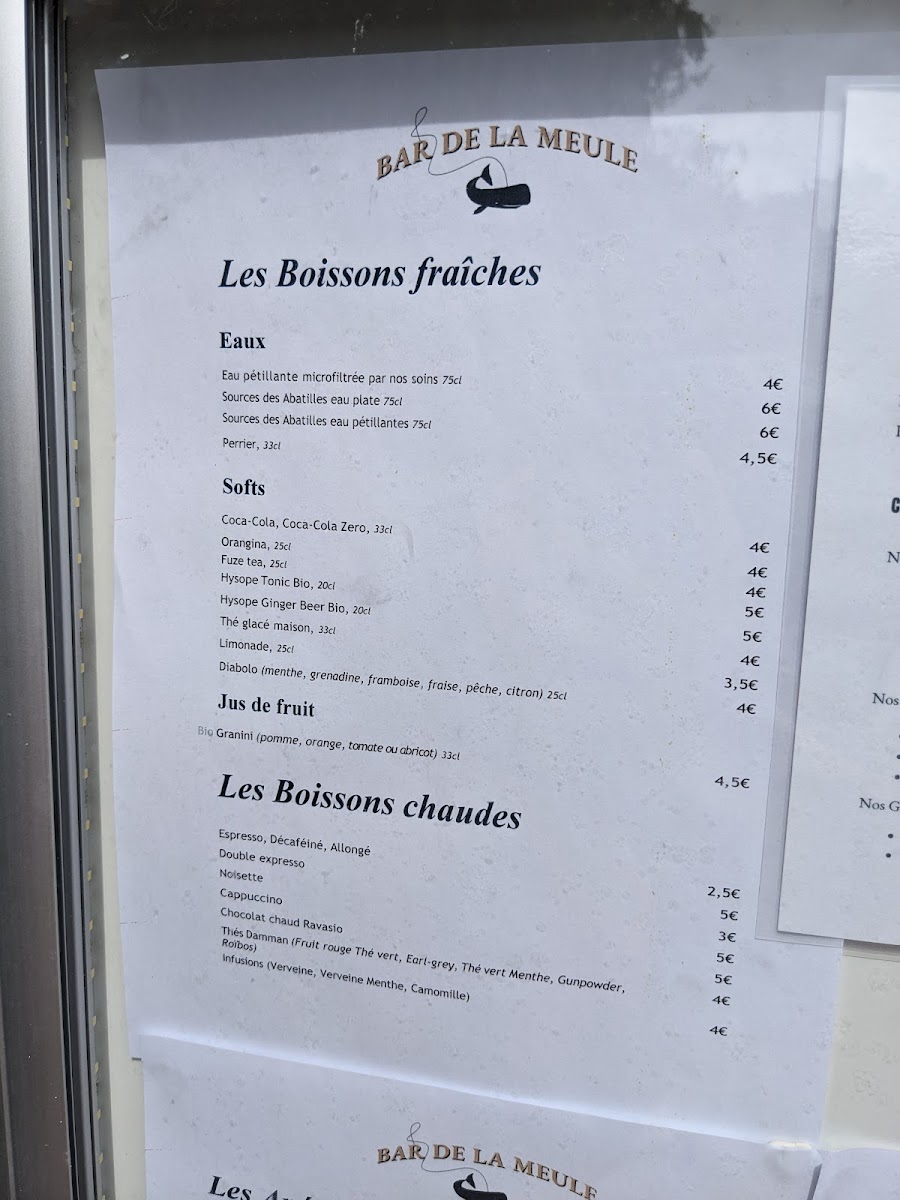 BAR DE LA MEULE
Les Boissons fraîches
Eaux
Eau pétillante microfiltrée par nos soins 75cl 4€
Sources des Abatilles eau plate 75cl 6€
Sources des Abatilles eau pétillantes 75cl 6€
Perrier, 33cl 4,5€
Softs
Coca-Cola, Coca-Cola Zero, 33cl 4€
Orangina, 25cl 4€
Fuze tea, 25cl 4€
Hysope Tonic Bio, 20cl 5€
Hysope Ginger Beer Bio, 20cl 5€
Thé glacé maison, 33cl 4€
Limonade, 25cl 3,5€
Diabolo (menthe, grenadine, framboise, fraise, pêche, citron) 25cl 4€
Jus de fruit
Bio Granini (pomme, orange, tomate ou abricot) 33cl 4,5€
Les Boissons chaudes
Espresso, Décaféiné, Allongé 2,5€
Double expresso 5€
Noisette 3€
Cappuccino 5€
Chocolat chaud Ravasio 5€
Thés Damman (Fruit rouge Thé vert, Earl-grey, Thé vert Menthe, Gunpowder, 4€
Roïbos)
Infusions (Verveine, Verveine Menthe, Camomille) 4€
BAR DE LA MEULE
Les
Nos
Nos G